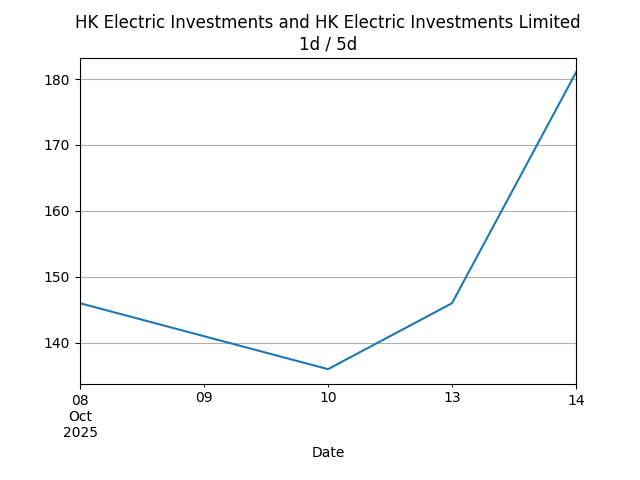 HK Electric Investments and HK Electric Investments Limited
1d / 5d
180
170
160
150
140
08 09 10 13 14
Oct
2025
Date